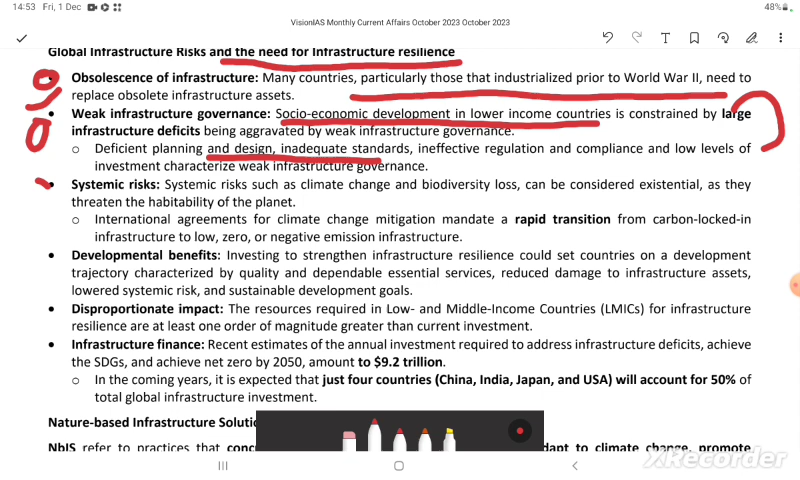 14:53 Fri, 1 Dec
48%
VisionIAS Monthly Current Affairs October 2023 October 2023
Global Infrastructure Risks and the need for Infrastructure resilience
• Obsolescence of infrastructure: Many countries, particularly those that industrialized prior to World War II, need to
replace obsolete infrastructure assets.
• Weak infrastructure governance: Socio-economic development in lower income countries is constrained by large
infrastructure deficits being aggravated by weak infrastructure governance.
o Deficient planning and design, inadequate standards, ineffective regulation and compliance and low levels of
investment characterize weak infrastructure governance.
• Systemic risks: Systemic risks such as climate change and biodiversity loss, can be considered existential, as they
threaten the habitability of the planet.
o International agreements for climate change mitigation mandate a rapid transition from carbon-locked-in
infrastructure to low, zero, or negative emission infrastructure.
• Developmental benefits: Investing to strengthen infrastructure resilience could set countries on a development
trajectory characterized by quality and dependable essential services, reduced damage to infrastructure assets,
lowered systemic risk, and sustainable development goals.
• Disproportionate impact: The resources required in Low- and Middle-Income Countries (LMICs) for infrastructure
resilience are at least one order of magnitude greater than current investment.
• Infrastructure finance: Recent estimates of the annual investment required to address infrastructure deficits, achieve
the SDGs, and achieve net zero by 2050, amount to $9.2 trillion.
o In the coming years, it is expected that just four countries (China, India, Japan, and USA) will account for 50% of
total global infrastructure investment.
Nature-based Infrastructure
NbIS refer to practices that climate change, promote
XRecorder